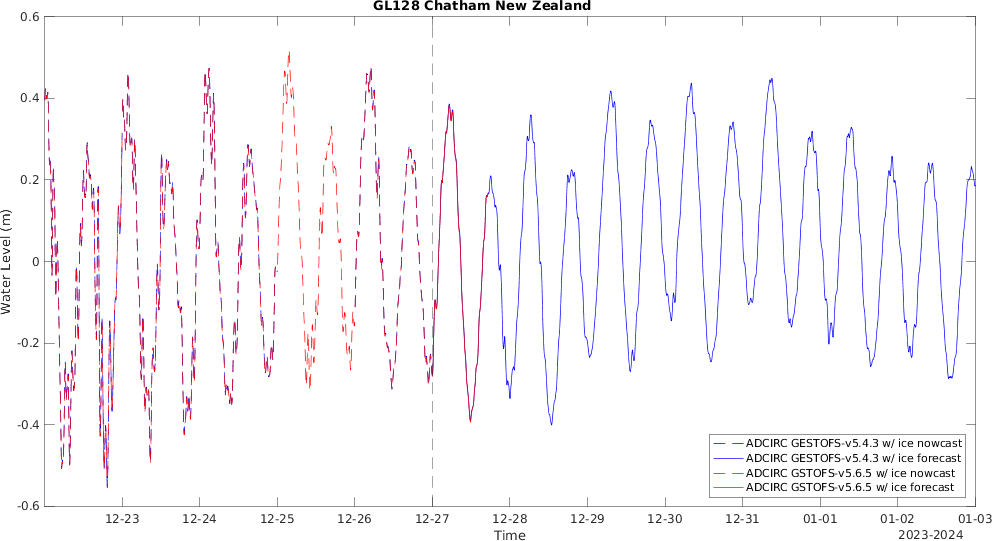 GL128 Chatham New Zealand
0.6
0.4
0.2
0
-0.2
-0.4
-0.6
Water Level (m)
ADCIRC GESTOFS-v5.4.3 w/ ice nowcast
ADCIRC GESTOFS-v5.4.3 w/ ice forecast
ADCIRC GSTOFS-v5.6.5 w/ ice nowcast
ADCIRC GSTOFS-v5.6.5 w/ ice forecast
12-23 12-24 12-25 12-26 12-27 12-28 12-29 12-30 12-31 01-01 01-02 01-03
Time
2023-2024